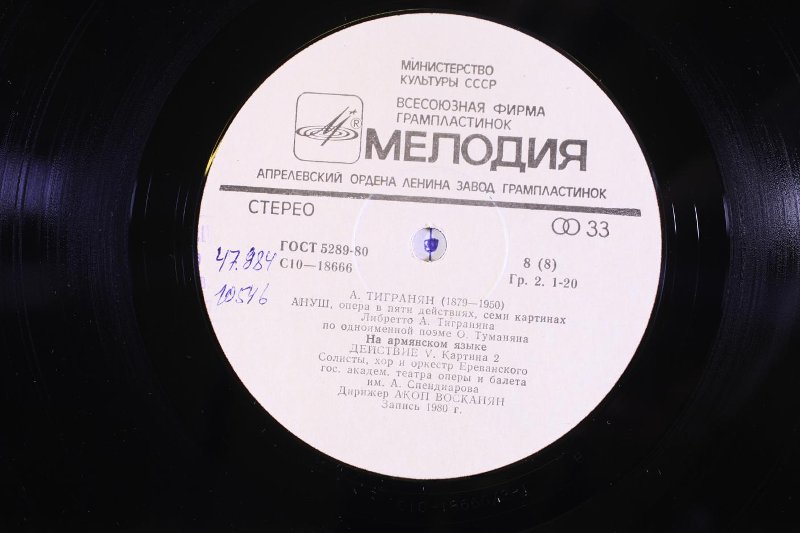 МИНИСТЕРСТВО
КУЛЬТУРЫ СССР
ВСЕСОЮЗНАЯ ФИРМА
ГРАМПЛАСТИНОК
®
МЕЛОДИЯ
АПРЕЛЕВСКИЙ ОРДЕНА ЛЕНИНА ЗАВОД ГРАМПЛАСТИНОК
СТЕРЕО
33
ГОСТ 5289-80
С10—18666
8 (8)
Гр. 2. 1-20
47.984
10546
А. ТИГРАНЯН (1879—1950)
АНУШ, опера в пяти действиях, семи картинах
Либретто А. Тиграняна
по одноименной поэме О. Туманяна
На армянском языке
ДЕЙСТВИЕ V. Картина 2
Солисты, хор и оркестр Ереванского
гос. академ. театра оперы и балета
им. А. Спендиарова
Дирижер АКОП ВОСКАНЯН
Запись 1980 г.